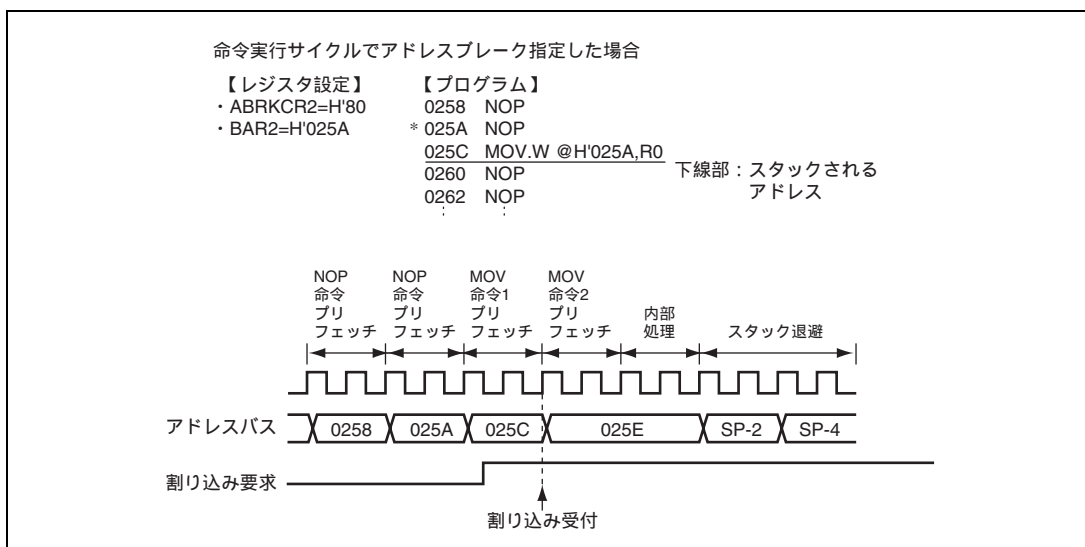 命令実行サイクルでアドレスブレーク指定した場合
【レジスタ設定】
・ABRKCR2=H'80
・BAR2=H'025A
【プログラム】
0258 NOP
* 025A NOP
025C MOV.W @H'025A,R0
0260 NOP
0262 NOP
下線部：スタックされる
アドレス
NOP
命令
プリ
フェッチ
NOP
命令
プリ
フェッチ
MOV
命令1
プリ
フェッチ
MOV
命令2
プリ
フェッチ
内部
処理
スタック退避
アドレスバス
0258
025A
025C
025E
SP-2
SP-4
割り込み要求
割り込み受付